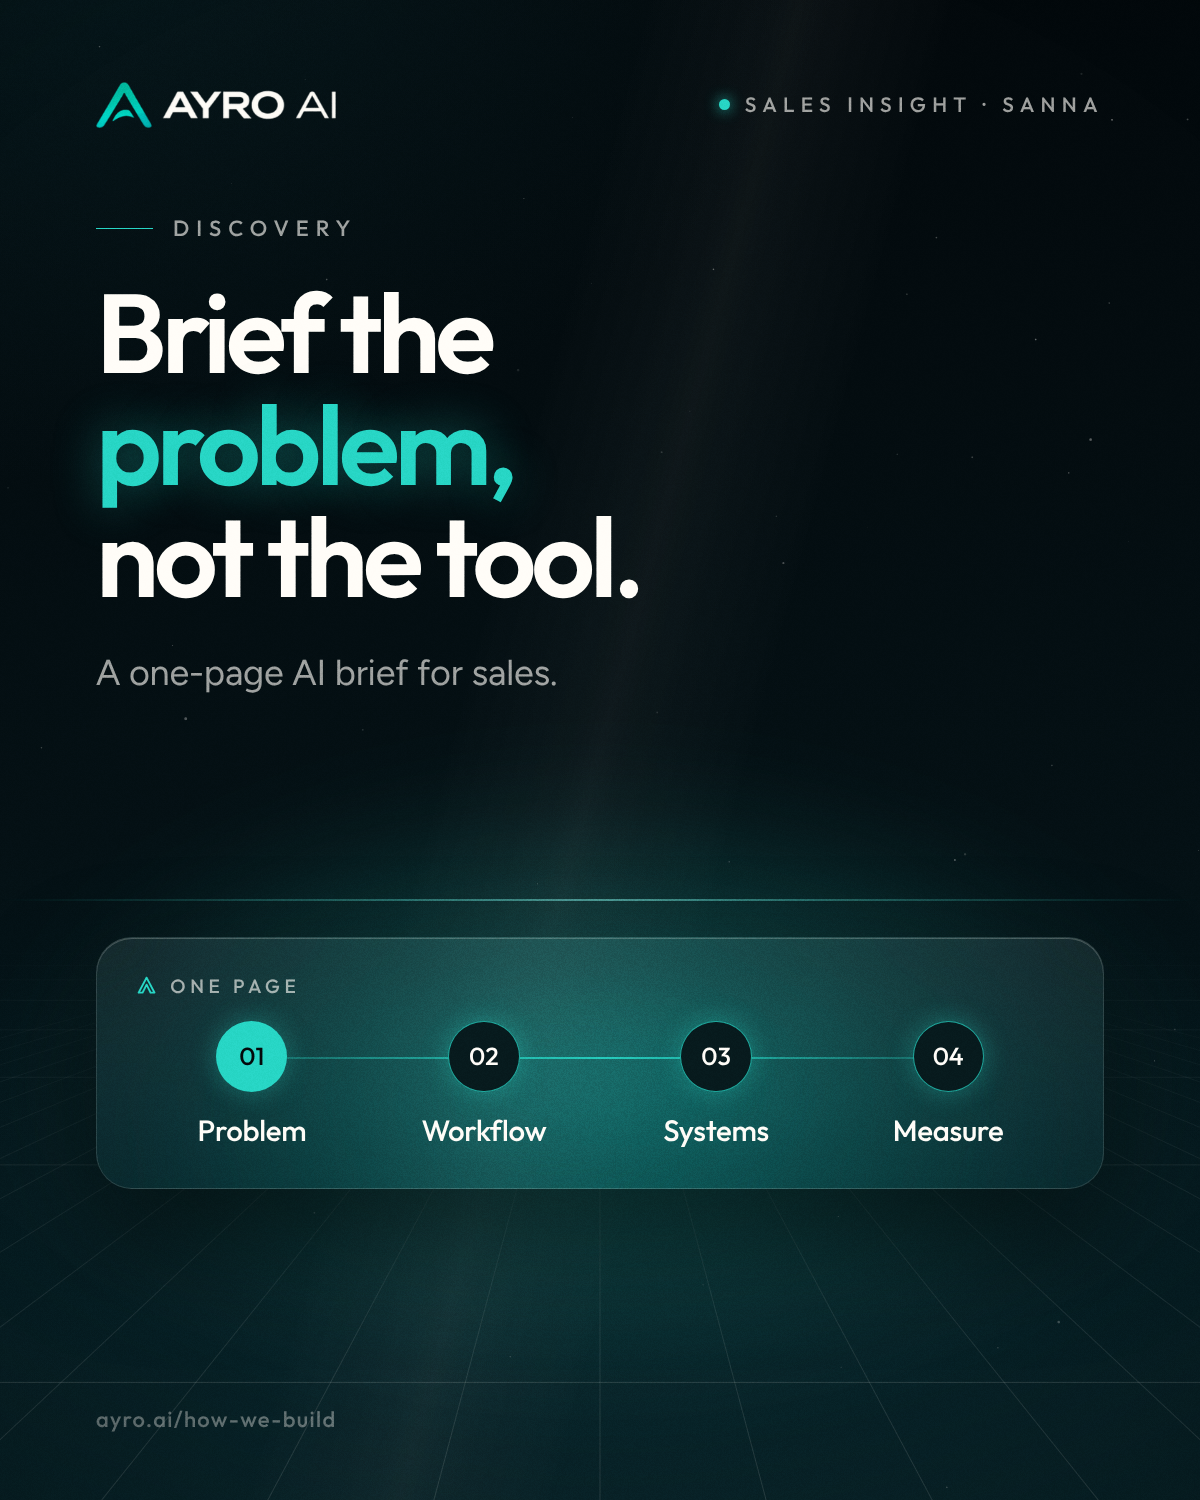 AYRO AI
SALES INSIGHT · SANNA
DISCOVERY
Brief the
problem,
not the tool.
A one-page AI brief for sales.
ONE PAGE
01
02
03
04
Problem
Workflow
Systems
Measure
ayro.ai/how-we-build